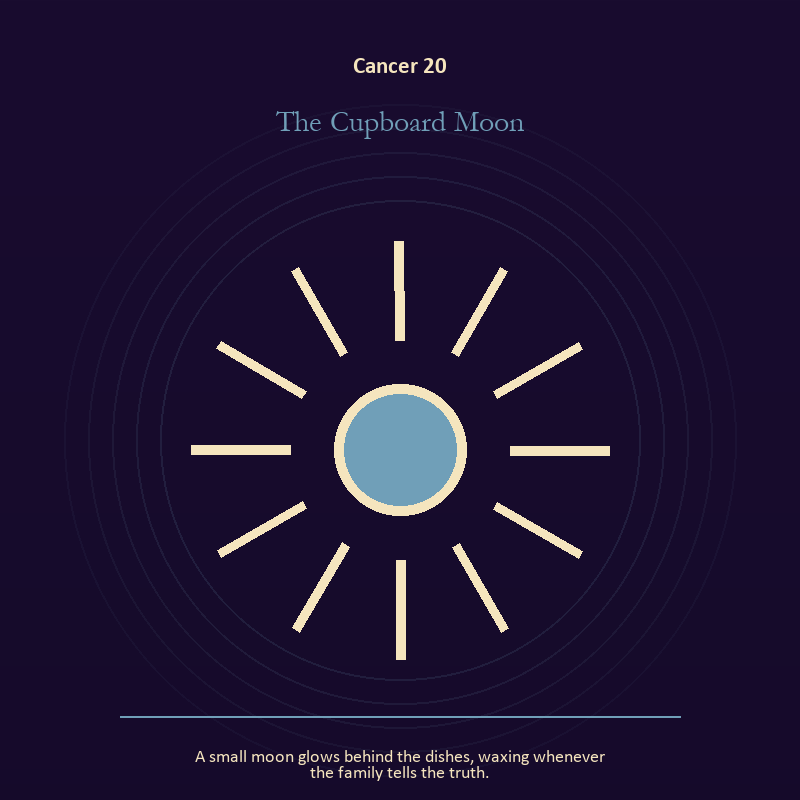 Cancer 20
The Cupboard Moon
A small moon glows behind the dishes, waxing whenever
the family tells the truth.